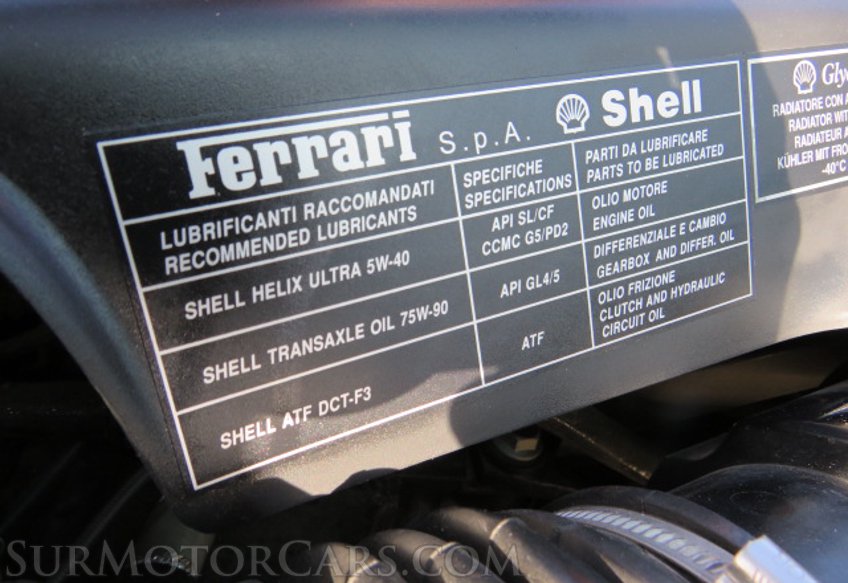 Ferrari S.p.A. Shell
LUBRIFICANTI RACCOMANDATI
RECOMMENDED LUBRICANTS
SPECIFICHE
SPECIFICATIONS
PARTI DA LUBRIFICARE
PARTS TO BE LUBRICATED
SHELL HELIX ULTRA 5W-40
API SL/CF
CCMC G5/PD2
OLIO MOTORE
ENGINE OIL
SHELL TRANSAXLE OIL 75W-90
API GL4/5
DIFFERENZIALE E CAMBIO
GEARBOX AND DIFFER. OIL
SHELL ATF DCT-F3
ATF
OLIO FRIZIONE
CLUTCH AND HYDRAULIC
CIRCUIT OIL
RADIATORE CON
RADIATOR
RADIATEUR
KÜHLER MIT
-40°C
SURMOTORCARS.COM